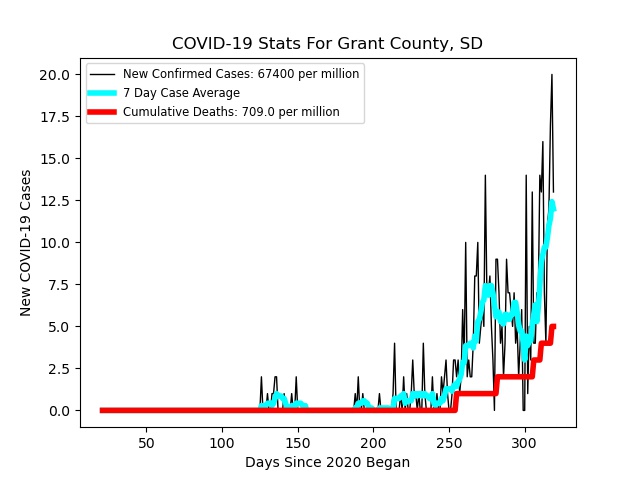 COVID-19 Stats For Grant County, SD
New Confirmed Cases: 67400 per million
7 Day Case Average
Cumulative Deaths: 709.0 per million
New COVID-19 Cases
20.0
17.5
15.0
12.5
10.0
7.5
5.0
2.5
0.0
50 100 150 200 250 300
Days Since 2020 Began